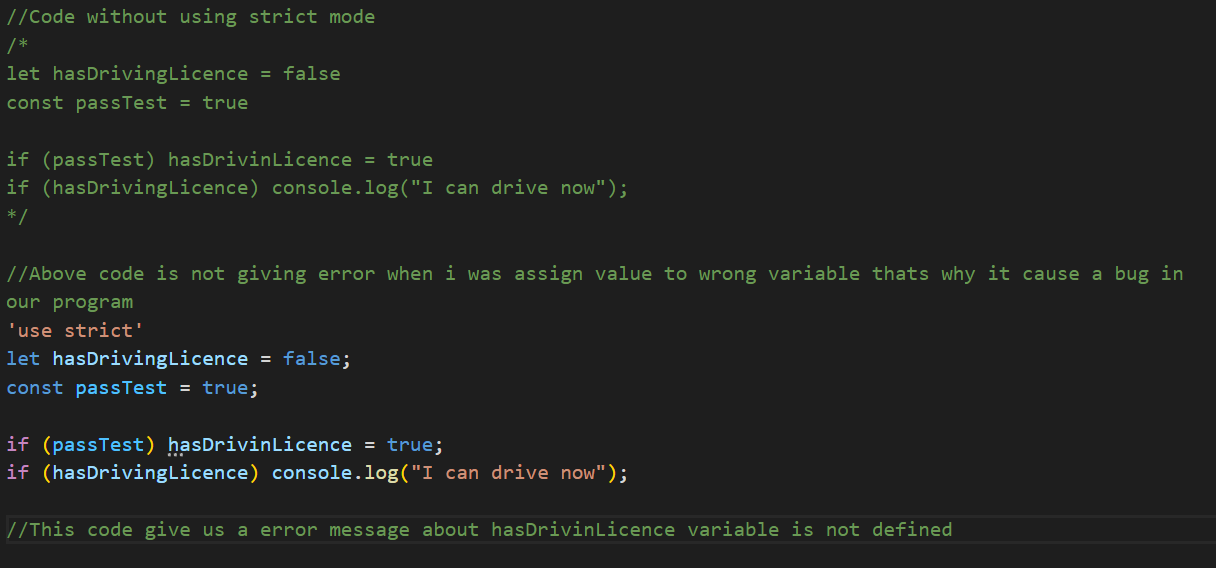 //Code without using strict mode
/*
let hasDrivingLicence = false
const passTest = true
if (passTest) hasDrivinLicence = true
if (hasDrivingLicence) console.log("I can drive now");
*/
//Above code is not giving error when i was assign value to wrong variable thats why it cause a bug in
our program
'use strict'
let hasDrivingLicence = false;
const passTest = true;
if (passTest) hasDrivinLicence = true;
if (hasDrivingLicence) console.log("I can drive now");
//This code give us a error message about hasDrivinLicence variable is not defined